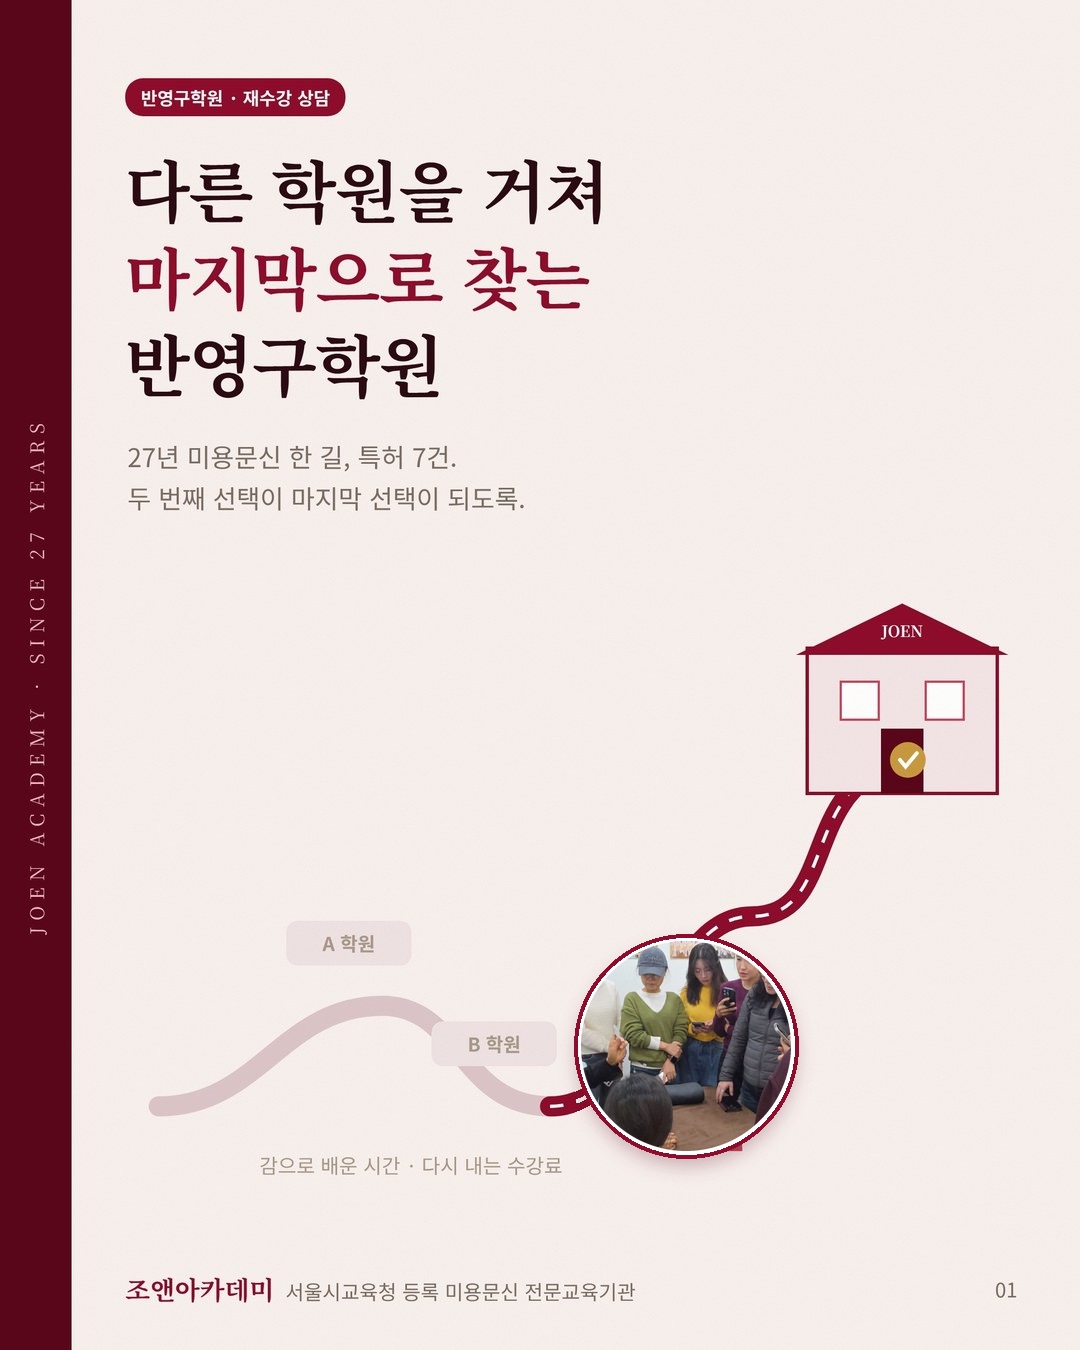 반영구학원 · 재수강 상담
다른 학원을 거쳐
마지막으로 찾는
반영구학원
27년 미용문신 한 길, 특허 7건.
두 번째 선택이 마지막 선택이 되도록.
JOEN ACADEMY · SINCE 27 YEARS
JOEN
A 학원
B 학원
감으로 배운 시간 · 다시 내는 수강료
조앤아카데미 서울시교육청 등록 미용문신 전문교육기관
01